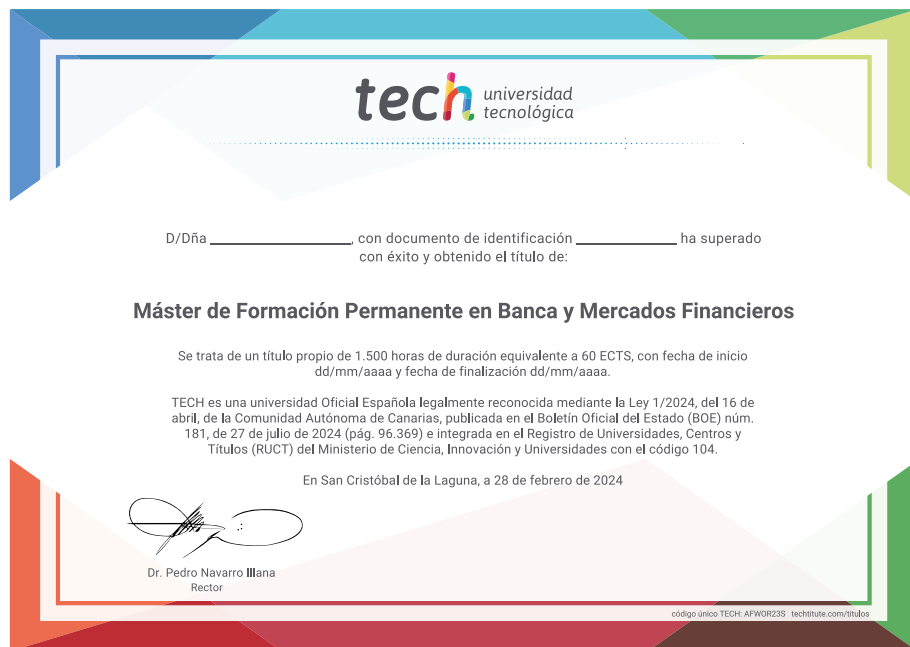 tech universidad
tecnológica
D/Dña ________________, con documento de identificación ____________ ha superado
con éxito y obtenido el título de:
Máster de Formación Permanente en Banca y Mercados Financieros
Se trata de un título propio de 1.500 horas de duración equivalente a 60 ECTS, con fecha de inicio
dd/mm/aaaa y fecha de finalización dd/mm/aaaa.
TECH es una universidad Oficial Española legalmente reconocida mediante la Ley 1/2024, del 16 de
abril, de la Comunidad Autónoma de Canarias, publicada en el Boletín Oficial del Estado (BOE) núm.
181, de 27 de julio de 2024 (pág. 96.369) e integrada en el Registro de Universidades, Centros y
Títulos (RUCT) del Ministerio de Ciencia, Innovación y Universidades con el código 104.
En San Cristóbal de la Laguna, a 28 de febrero de 2024
Dr. Pedro Navarro Illana
Rector
código único TECH: AFWOR23S techtitute.com/titulos